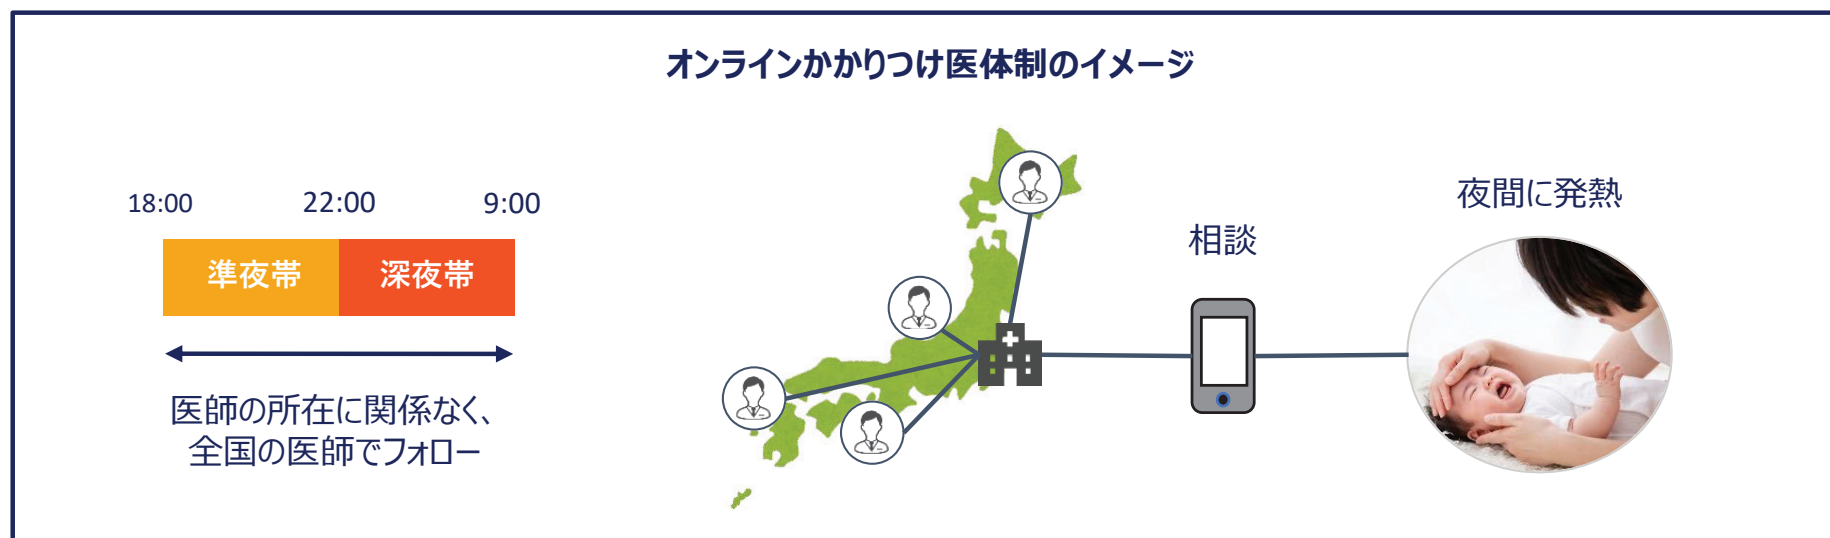 オンラインかかりつけ医体制のイメージ
18:00 22:00 9:00
準夜帯 深夜帯
医師の所在に関係なく、
全国の医師でフォロー
相談
夜間に発熱